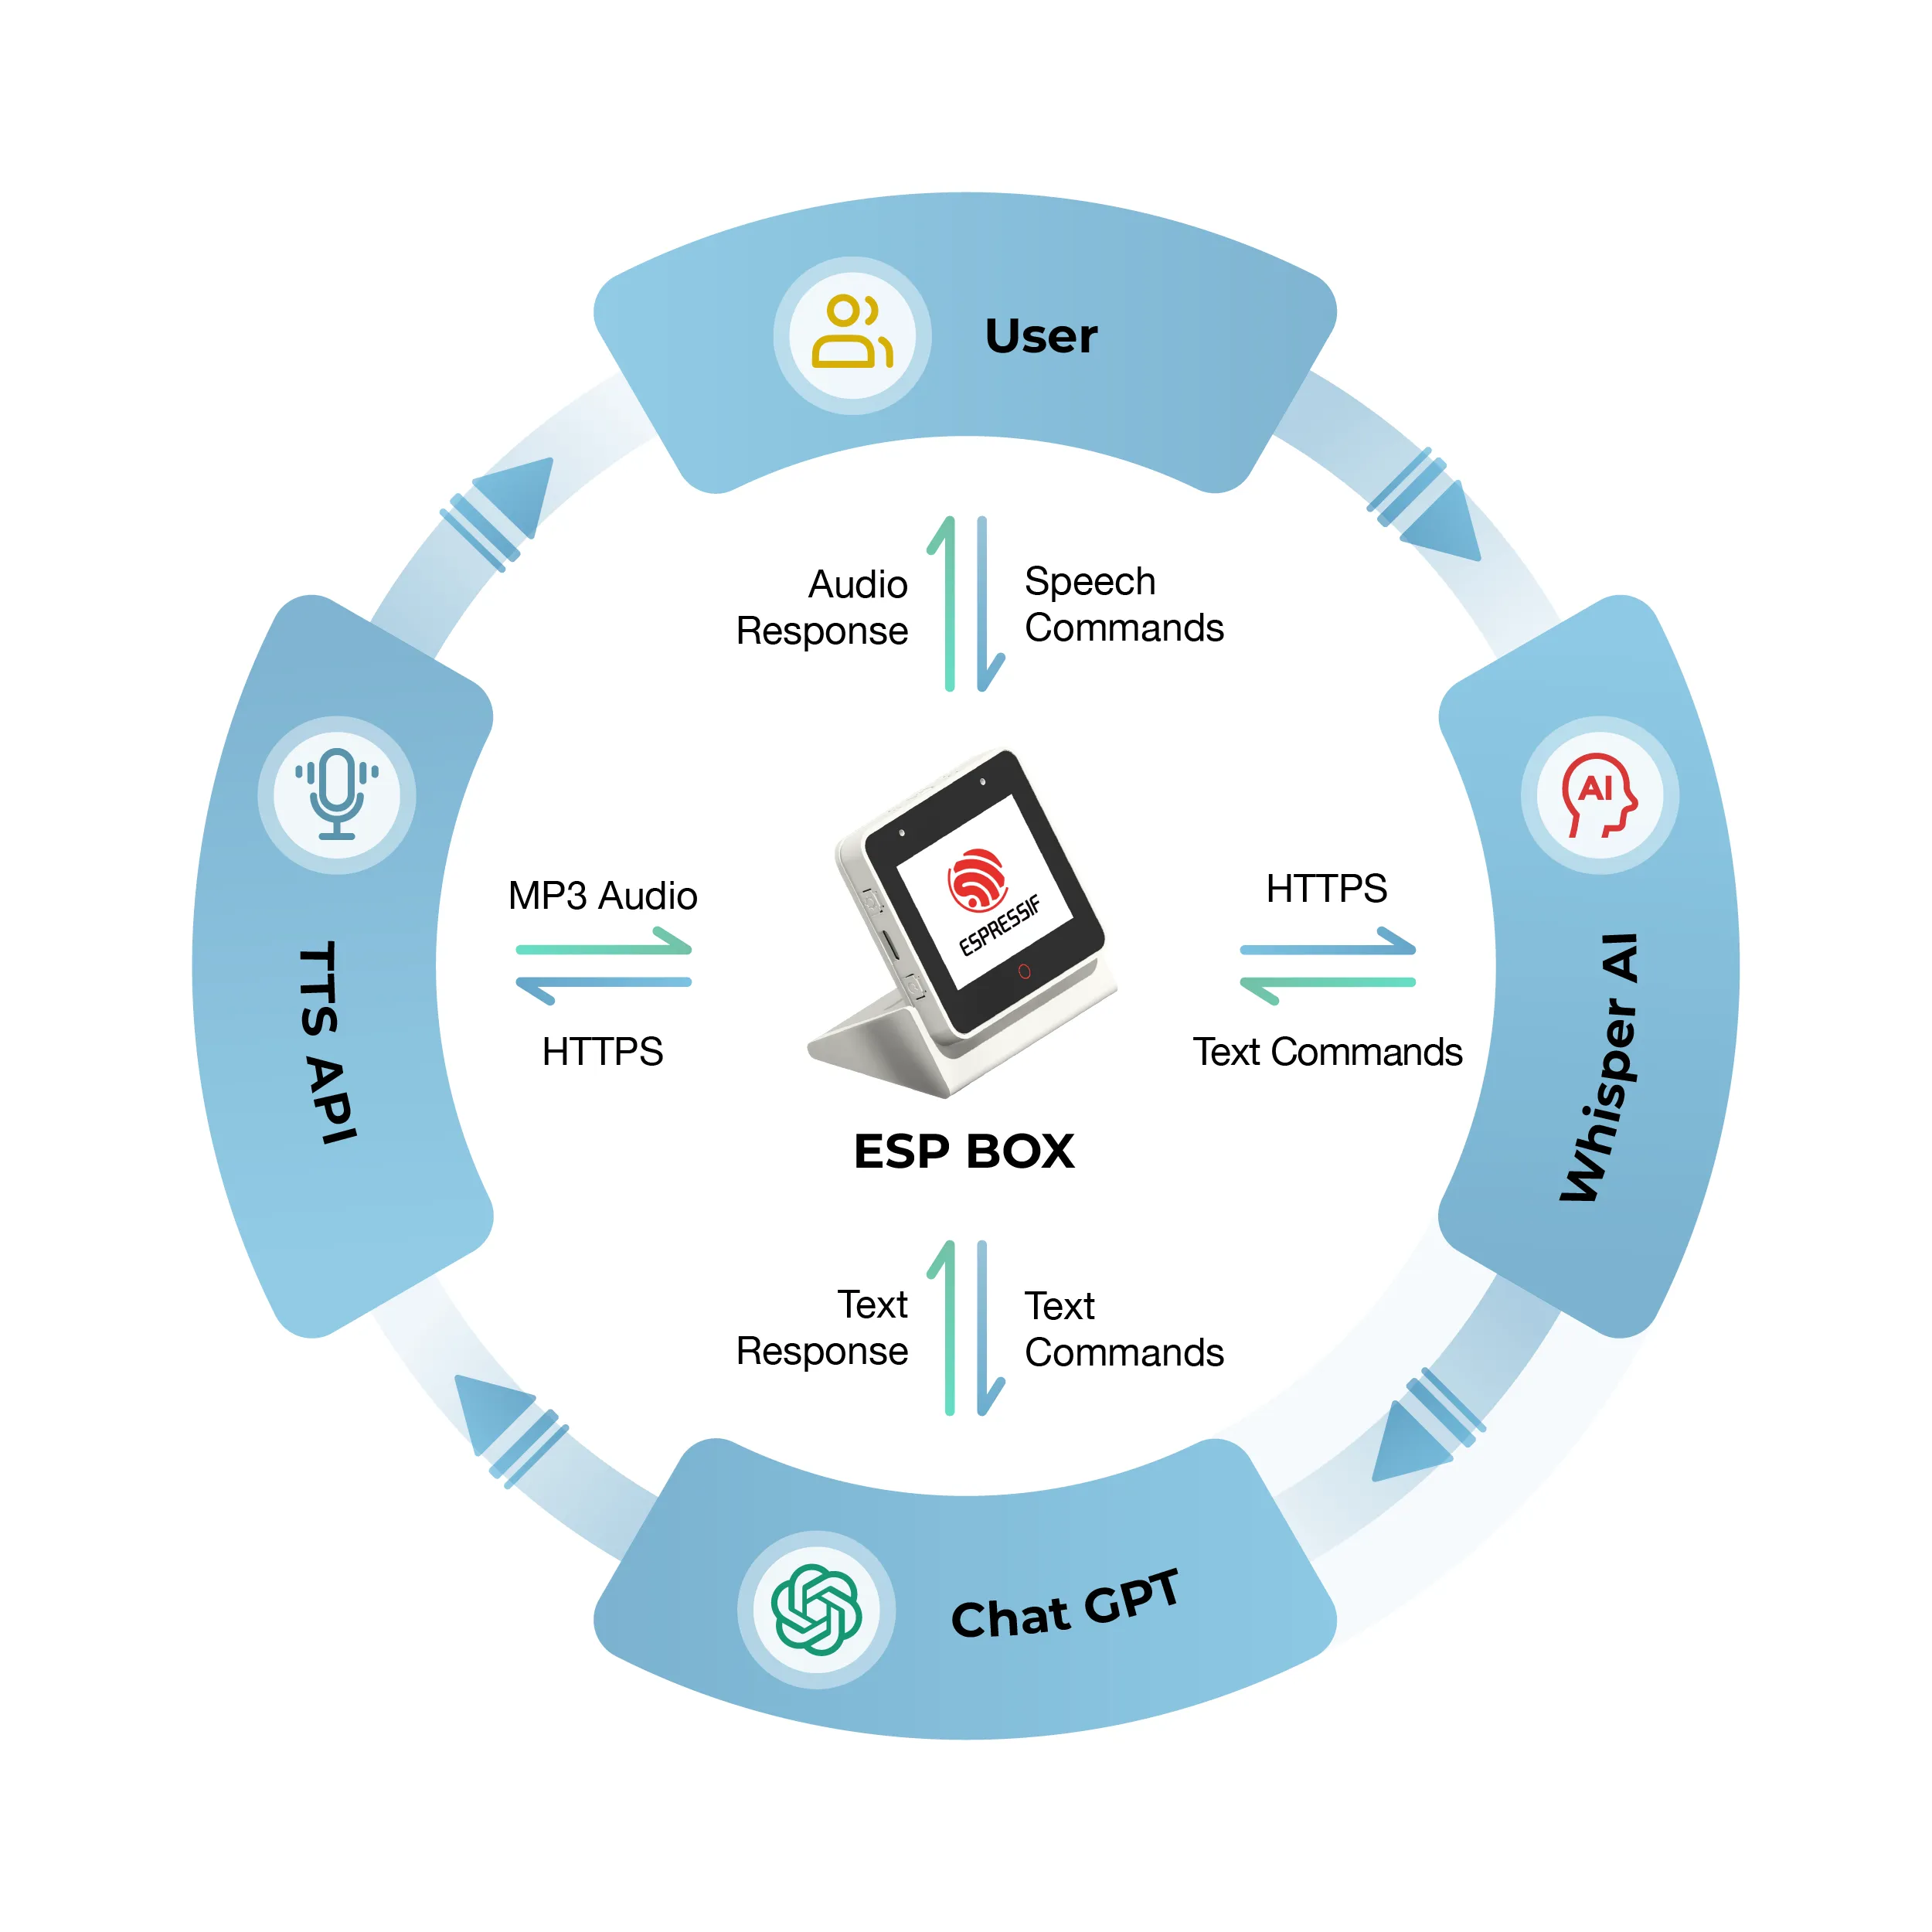 User
Audio
Response
Speech
Commands
AI
MP3 Audio
HTTPS
ESPRESSIF
HTTPS
Text Commands
TTS API
Whisper AI
ESP BOX
Text
Response
Text
Commands
Chat GPT